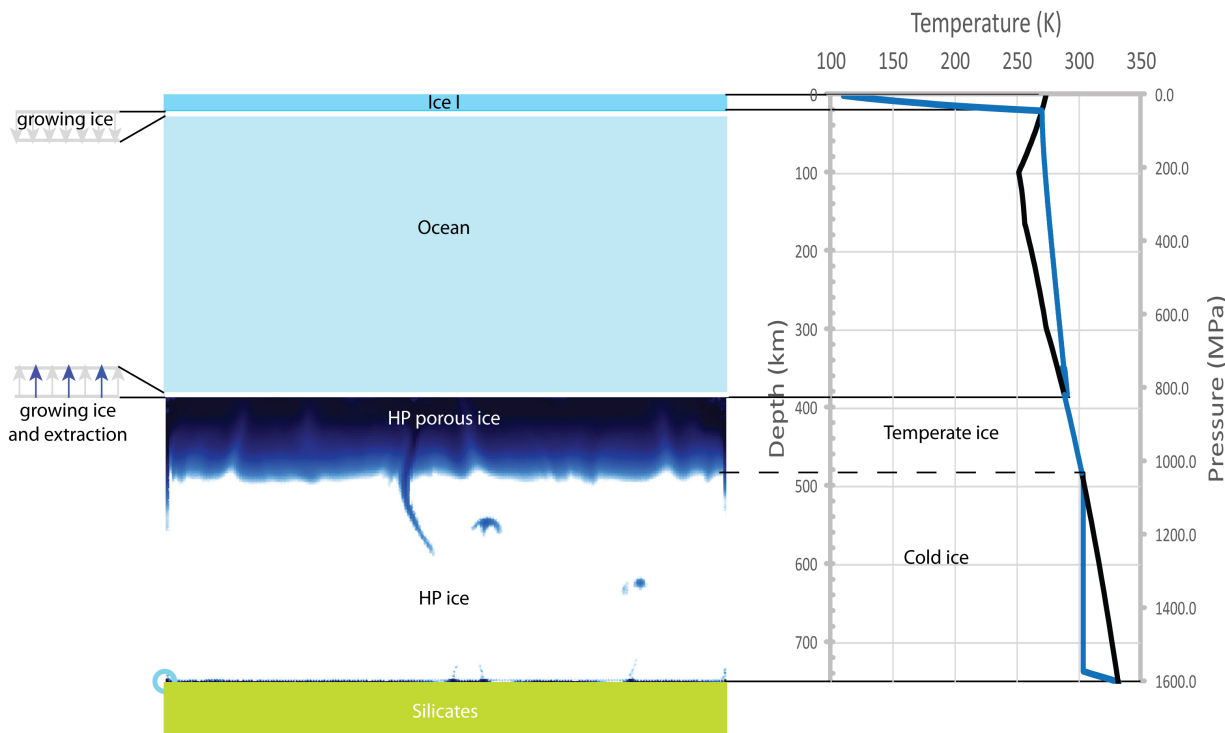 Temperature (K)
100 150 200 250 300 350
Ice I
growing ice
Ocean
growing ice
and extraction
HP porous ice
HP ice
Silicates
Depth (km)
0
100
200
300
400
500
600
700
Temperate ice
Cold ice
Pressure (MPa)
0.0
200.0
400.0
600.0
800.0
1000.0
1200.0
1400.0
1600.0